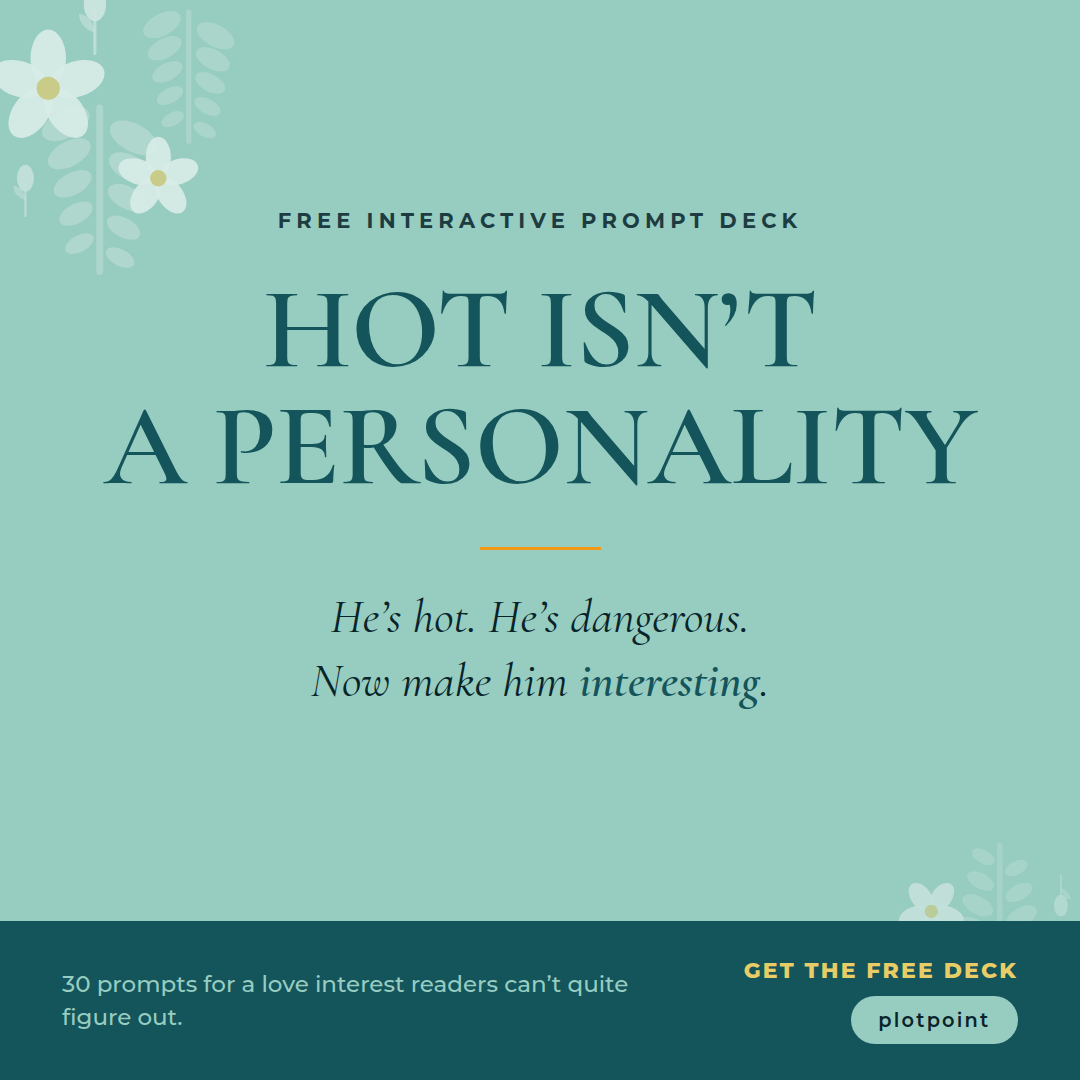 FREE INTERACTIVE PROMPT DECK
HOT ISN’T
A PERSONALITY
He’s hot. He’s dangerous.
Now make him interesting.
30 prompts for a love interest readers can’t quite
figure out.
GET THE FREE DECK
plotpoint